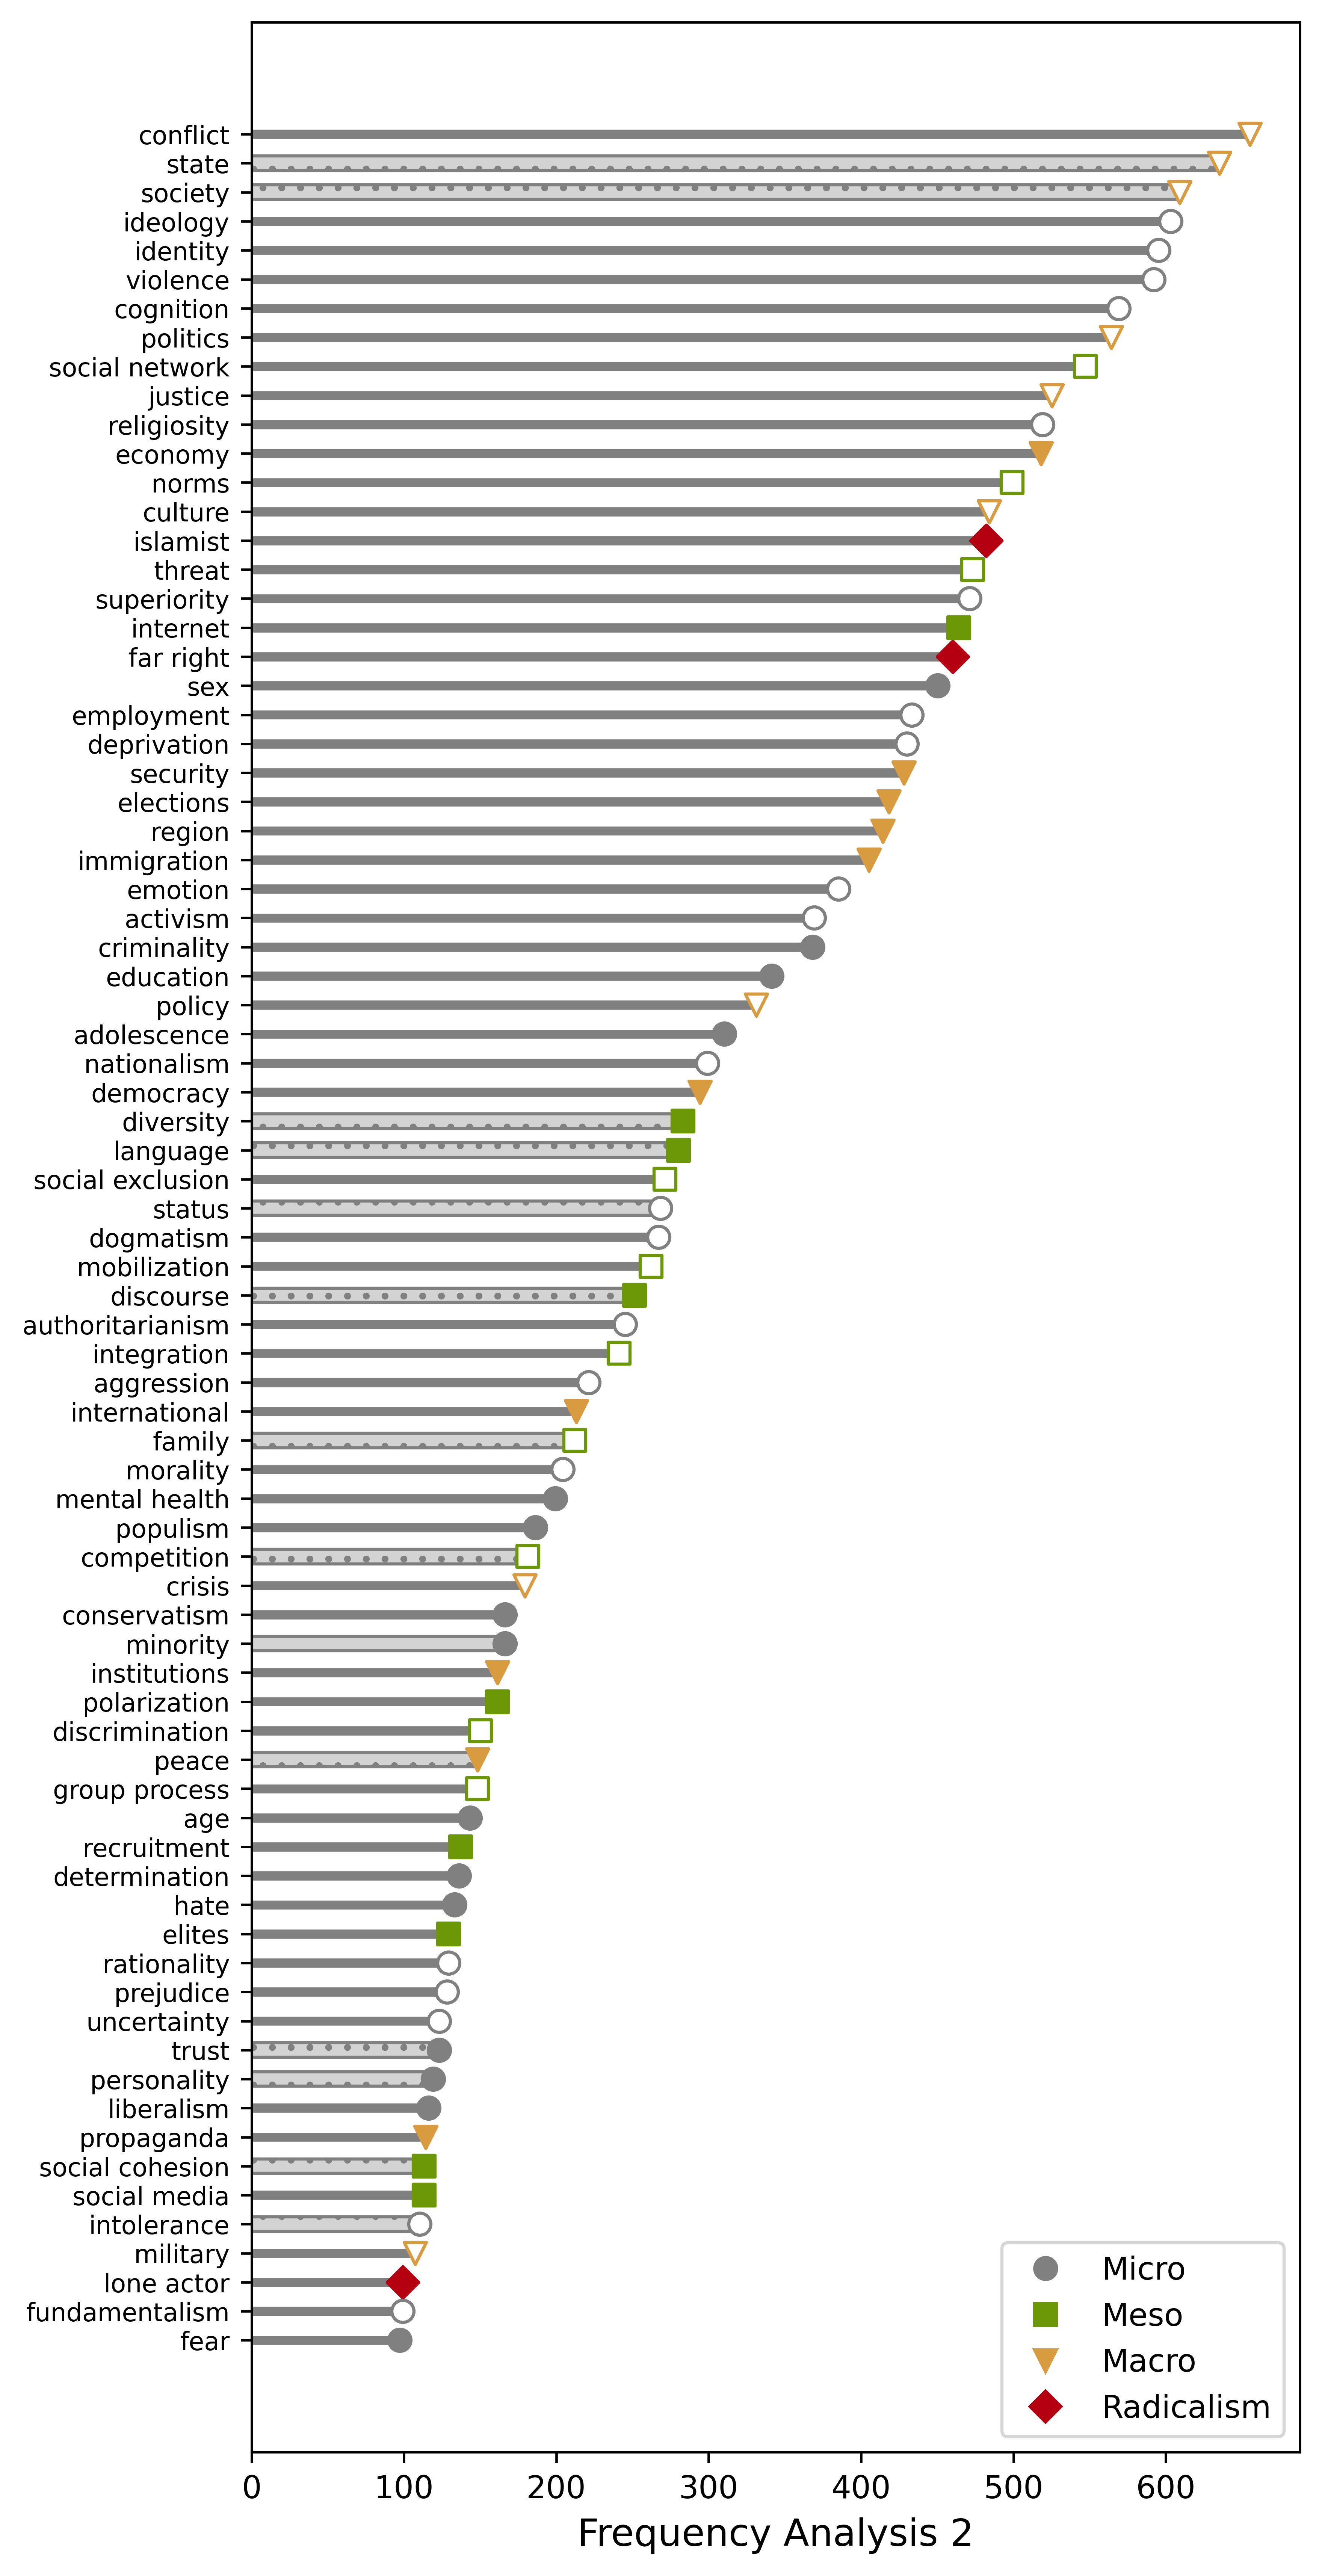 conflict
state
society
ideology
identity
violence
cognition
politics
social network
justice
religiosity
economy
norms
culture
islamist
threat
superiority
internet
far right
sex
employment
deprivation
security
elections
region
immigration
emotion
activism
criminality
education
policy
adolescence
nationalism
democracy
diversity
language
social exclusion
status
dogmatism
mobilization
discourse
authoritarianism
integration
aggression
international
family
morality
mental health
populism
competition
crisis
conservatism
minority
institutions
polarization
discrimination
peace
group process
age
recruitment
determination
hate
elites
rationality
prejudice
uncertainty
trust
personality
liberalism
propaganda
social cohesion
social media
intolerance
military
lone actor
fundamentalism
fear
Micro
Meso
Macro
Radicalism
0 100 200 300 400 500 600
Frequency Analysis 2